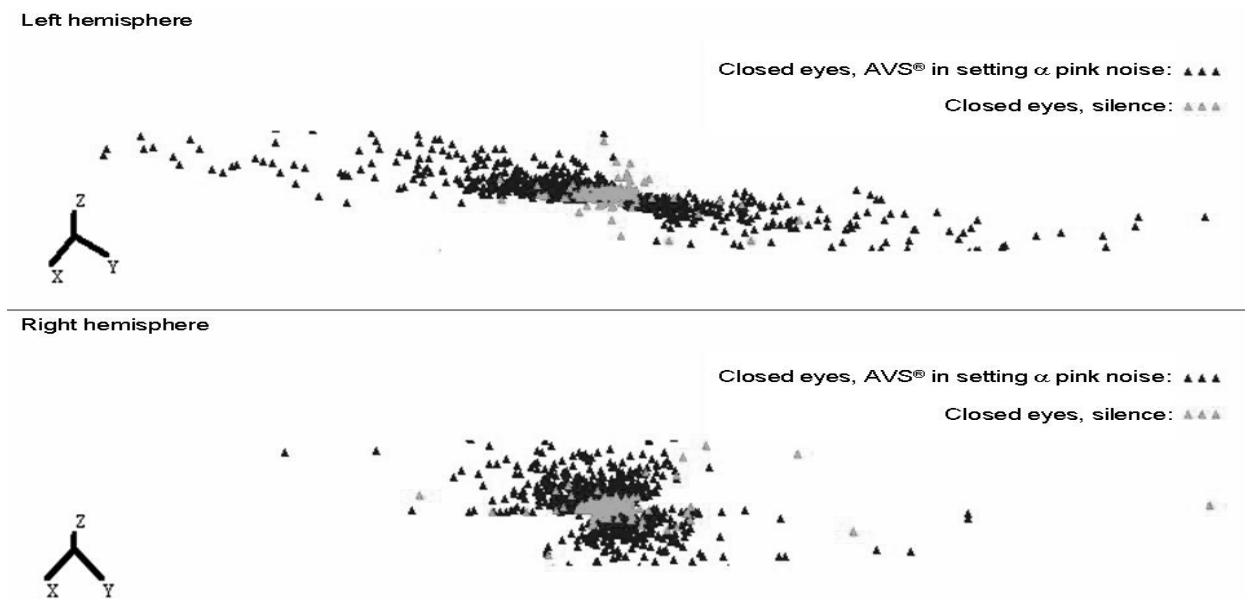 Left hemisphere
Closed eyes, AVS® in setting α pink noise:
Closed eyes, silence:
Z
X
Y
Right hemisphere
Closed eyes, AVS® in setting α pink noise:
Closed eyes, silence:
Z
X
Y